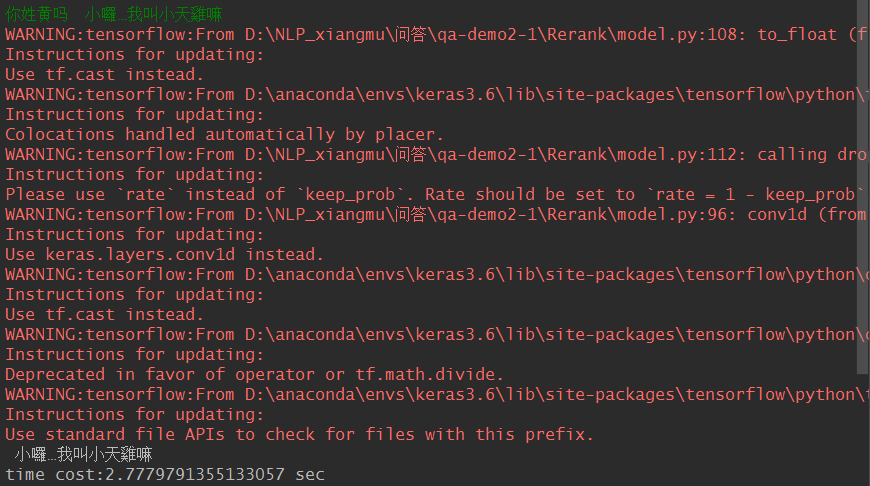 你姓黄吗  小囉…我叫小天雞嘛
WARNING:tensorflow:From D:\NLP_xiangmu\问答\qa-demo2-1\Rerank\model.py:108: to_float (f
Instructions for updating:
Use tf.cast instead.
WARNING:tensorflow:From D:\anaconda\envs\keras3.6\lib\site-packages\tensorflow\python\
Instructions for updating:
Colocations handled automatically by placer.
WARNING:tensorflow:From D:\NLP_xiangmu\问答\qa-demo2-1\Rerank\model.py:112: calling dro
Instructions for updating:
Please use `rate` instead of `keep_prob`. Rate should be set to `rate = 1 - keep_prob`
WARNING:tensorflow:From D:\NLP_xiangmu\问答\qa-demo2-1\Rerank\model.py:96: conv1d (from
Instructions for updating:
Use keras.layers.conv1d instead.
WARNING:tensorflow:From D:\anaconda\envs\keras3.6\lib\site-packages\tensorflow\python\
Instructions for updating:
Use tf.cast instead.
WARNING:tensorflow:From D:\anaconda\envs\keras3.6\lib\site-packages\tensorflow\python\
Instructions for updating:
Deprecated in favor of operator or tf.math.divide.
WARNING:tensorflow:From D:\anaconda\envs\keras3.6\lib\site-packages\tensorflow\python\
Instructions for updating:
Use standard file APIs to check for files with this prefix.
小囉…我叫小天雞嘛
time cost:2.7779791355133057 sec